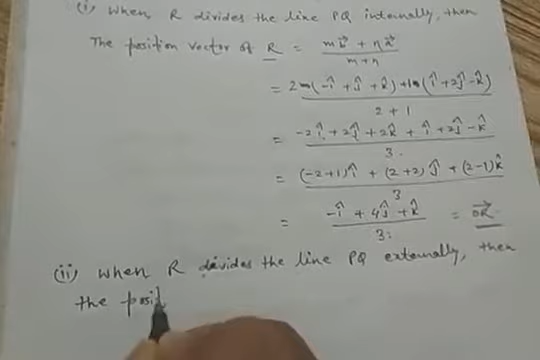 (i) When R divides the line PQ internally, then
The position vector of R = (m b⃗ + n a⃗)/(m+n)
= (2(-î + ĵ + k̂) + 1(î + 2ĵ - k̂))/(2 + 1)
= (-2î + 2ĵ + 2k̂ + î + 2ĵ - k̂)/3
= ((-2+1)î + (2+2)ĵ + (2-1)k̂)/3
= (-î + 4ĵ + k̂)/3 = OR⃗
(ii) When R divides the line PQ externally, then
the posit